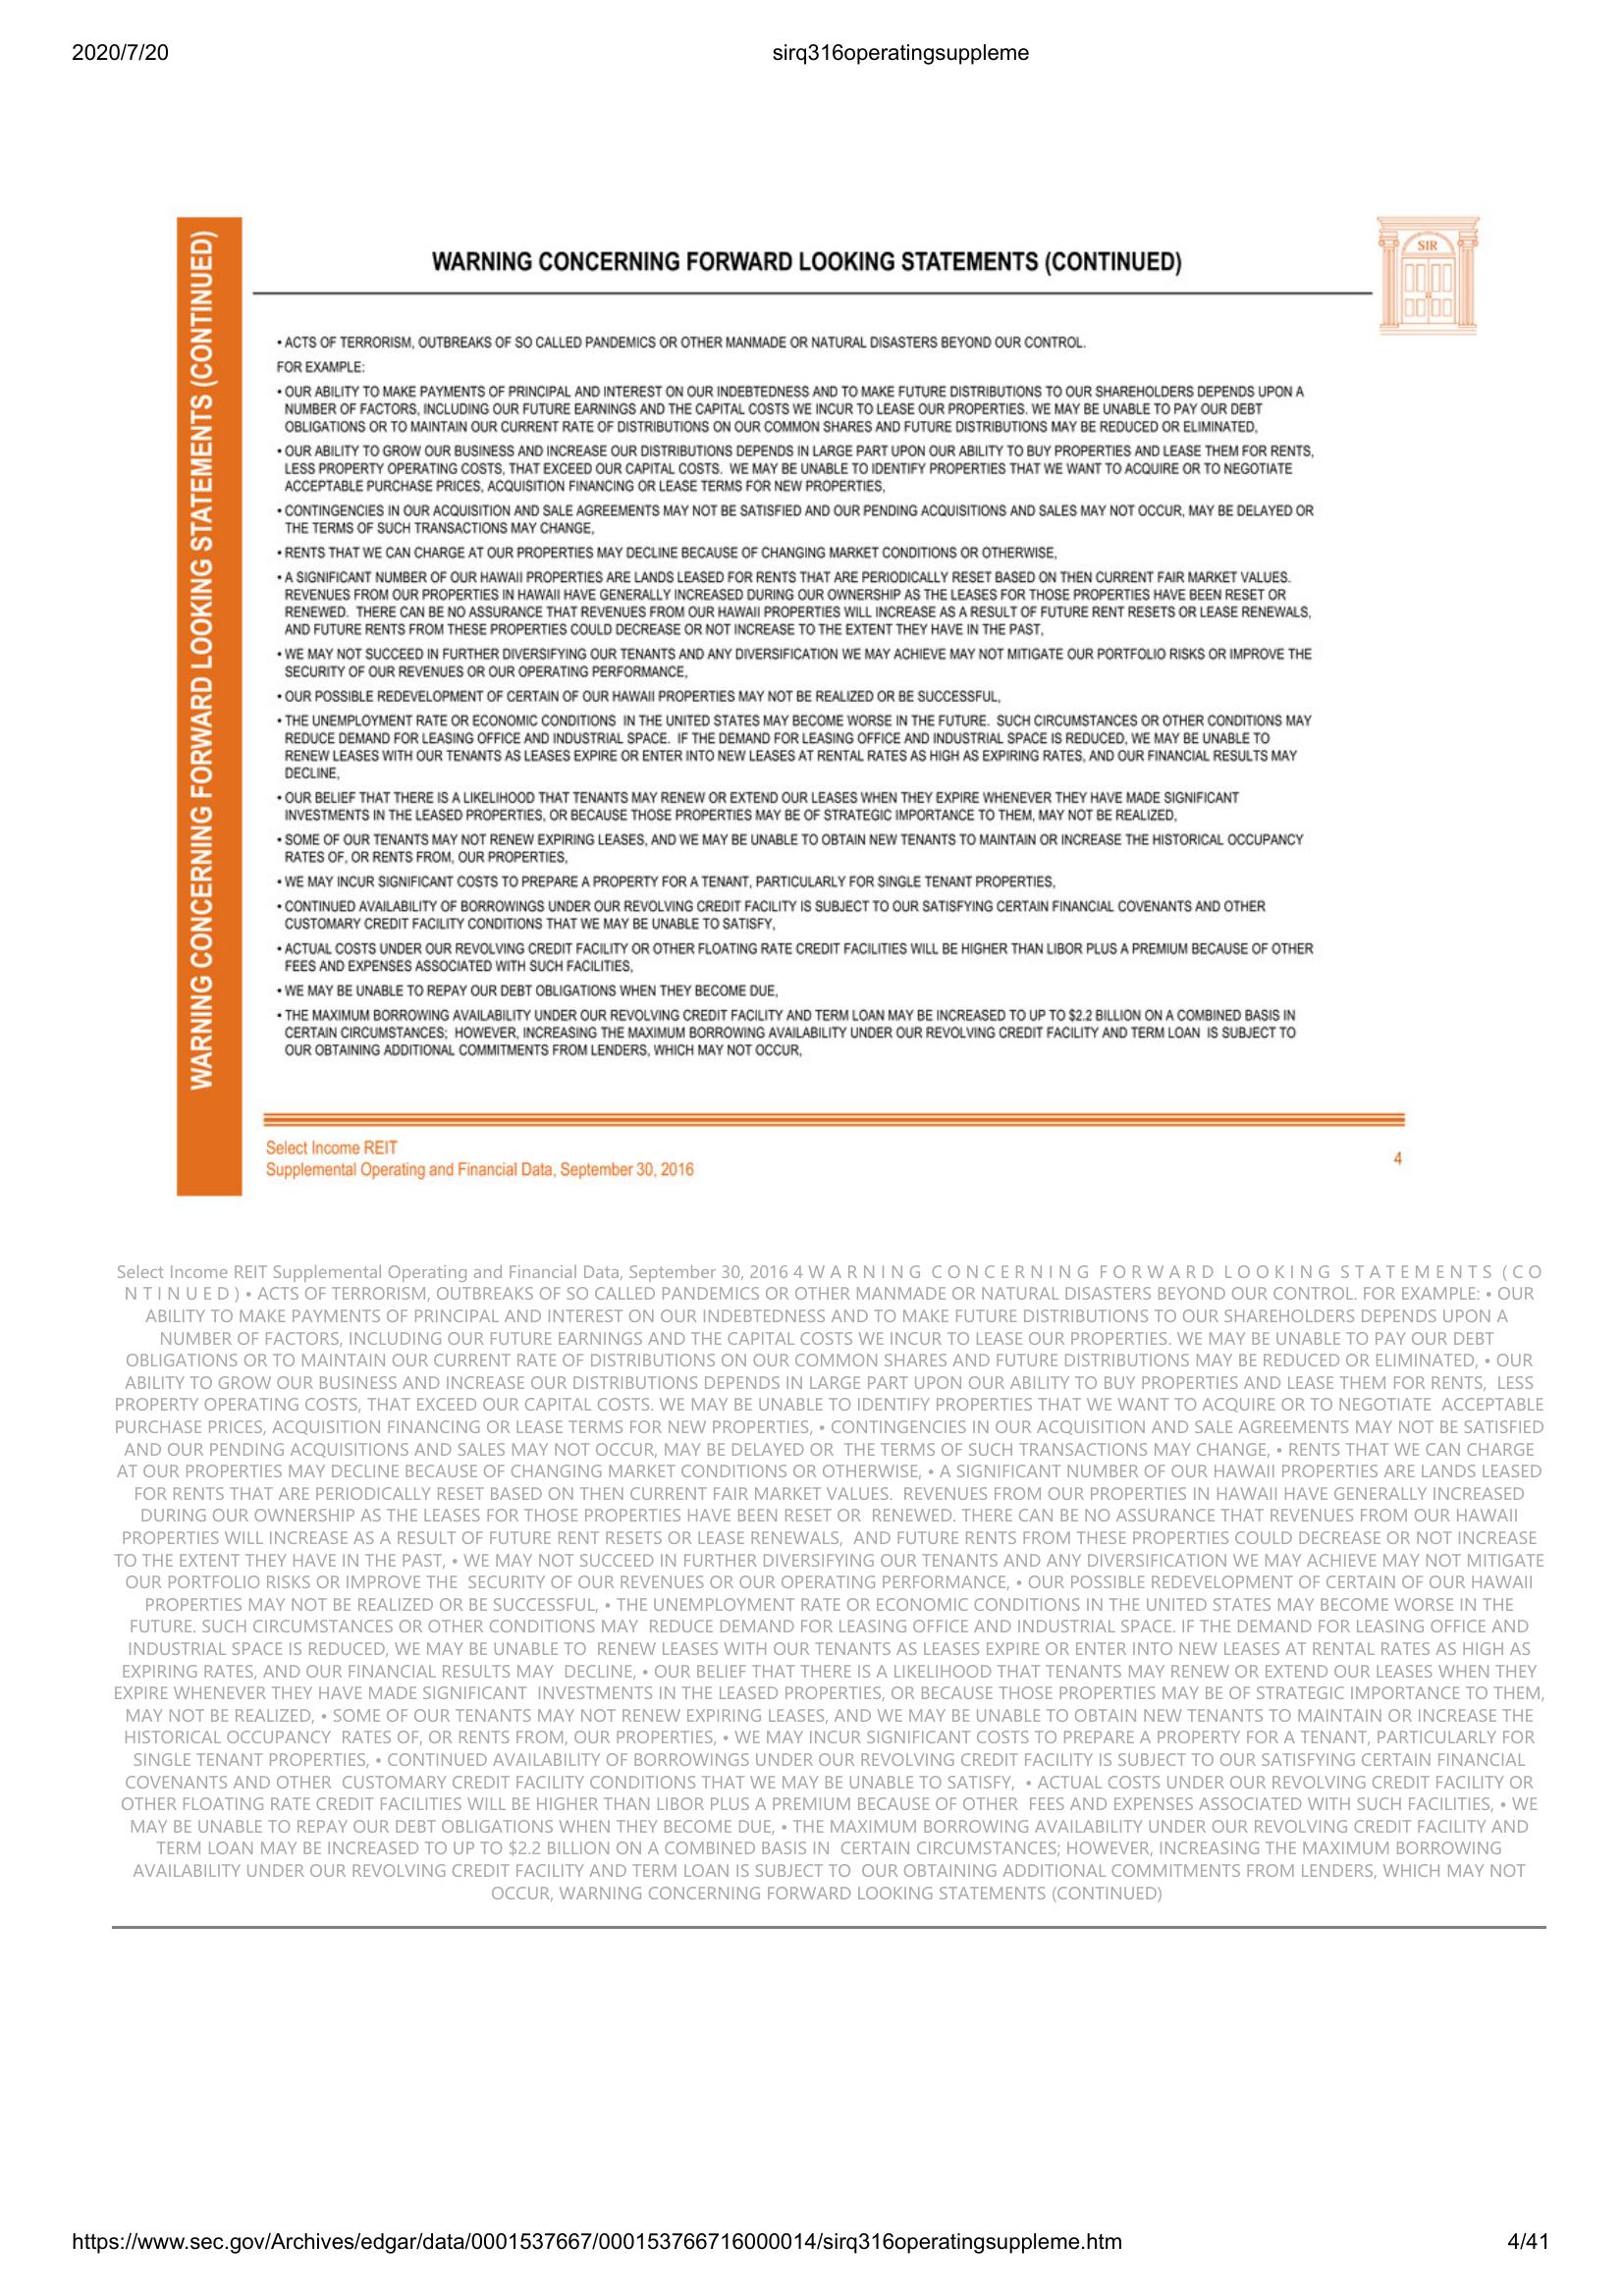 2020/7/20
sirq316operatingsuppleme
WARNING CONCERNING FORWARD LOOKING STATEMENTS (CONTINUED)
WARNING CONCERNING FORWARD LOOKING STATEMENTS (CONTINUED)
SIR
• ACTS OF TERRORISM, OUTBREAKS OF SO CALLED PANDEMICS OR OTHER MANMADE OR NATURAL DISASTERS BEYOND OUR CONTROL.
FOR EXAMPLE:
• OUR ABILITY TO MAKE PAYMENTS OF PRINCIPAL AND INTEREST ON OUR INDEBTEDNESS AND TO MAKE FUTURE DISTRIBUTIONS TO OUR SHAREHOLDERS DEPENDS UPON A
NUMBER OF FACTORS, INCLUDING OUR FUTURE EARNINGS AND THE CAPITAL COSTS WE INCUR TO LEASE OUR PROPERTIES. WE MAY BE UNABLE TO PAY OUR DEBT
OBLIGATIONS OR TO MAINTAIN OUR CURRENT RATE OF DISTRIBUTIONS ON OUR COMMON SHARES AND FUTURE DISTRIBUTIONS MAY BE REDUCED OR ELIMINATED,
• OUR ABILITY TO GROW OUR BUSINESS AND INCREASE OUR DISTRIBUTIONS DEPENDS IN LARGE PART UPON OUR ABILITY TO BUY PROPERTIES AND LEASE THEM FOR RENTS,
LESS PROPERTY OPERATING COSTS, THAT EXCEED OUR CAPITAL COSTS. WE MAY BE UNABLE TO IDENTIFY PROPERTIES THAT WE WANT TO ACQUIRE OR TO NEGOTIATE
ACCEPTABLE PURCHASE PRICES, ACQUISITION FINANCING OR LEASE TERMS FOR NEW PROPERTIES,
• CONTINGENCIES IN OUR ACQUISITION AND SALE AGREEMENTS MAY NOT BE SATISFIED AND OUR PENDING ACQUISITIONS AND SALES MAY NOT OCCUR, MAY BE DELAYED OR
THE TERMS OF SUCH TRANSACTIONS MAY CHANGE,
• RENTS THAT WE CAN CHARGE AT OUR PROPERTIES MAY DECLINE BECAUSE OF CHANGING MARKET CONDITIONS OR OTHERWISE,
• A SIGNIFICANT NUMBER OF OUR HAWAII PROPERTIES ARE LANDS LEASED FOR RENTS THAT ARE PERIODICALLY RESET BASED ON THEN CURRENT FAIR MARKET VALUES.
REVENUES FROM OUR PROPERTIES IN HAWAII HAVE GENERALLY INCREASED DURING OUR OWNERSHIP AS THE LEASES FOR THOSE PROPERTIES HAVE BEEN RESET OR
RENEWED. THERE CAN BE NO ASSURANCE THAT REVENUES FROM OUR HAWAII PROPERTIES WILL INCREASE AS A RESULT OF FUTURE RENT RESETS OR LEASE RENEWALS,
AND FUTURE RENTS FROM THESE PROPERTIES COULD DECREASE OR NOT INCREASE TO THE EXTENT THEY HAVE IN THE PAST,
• WE MAY NOT SUCCEED IN FURTHER DIVERSIFYING OUR TENANTS AND ANY DIVERSIFICATION WE MAY ACHIEVE MAY NOT MITIGATE OUR PORTFOLIO RISKS OR IMPROVE THE
SECURITY OF OUR REVENUES OR OUR OPERATING PERFORMANCE,
• OUR POSSIBLE REDEVELOPMENT OF CERTAIN OF OUR HAWAII PROPERTIES MAY NOT BE REALIZED OR BE SUCCESSFUL,
• THE UNEMPLOYMENT RATE OR ECONOMIC CONDITIONS IN THE UNITED STATES MAY BECOME WORSE IN THE FUTURE. SUCH CIRCUMSTANCES OR OTHER CONDITIONS MAY
REDUCE DEMAND FOR LEASING OFFICE AND INDUSTRIAL SPACE. IF THE DEMAND FOR LEASING OFFICE AND INDUSTRIAL SPACE IS REDUCED, WE MAY BE UNABLE TO
RENEW LEASES WITH OUR TENANTS AS LEASES EXPIRE OR ENTER INTO NEW LEASES AT RENTAL RATES AS HIGH AS EXPIRING RATES, AND OUR FINANCIAL RESULTS MAY
DECLINE,
• OUR BELIEF THAT THERE IS A LIKELIHOOD THAT TENANTS MAY RENEW OR EXTEND OUR LEASES WHEN THEY EXPIRE WHENEVER THEY HAVE MADE SIGNIFICANT
INVESTMENTS IN THE LEASED PROPERTIES, OR BECAUSE THOSE PROPERTIES MAY BE OF STRATEGIC IMPORTANCE TO THEM, MAY NOT BE REALIZED,
• SOME OF OUR TENANTS MAY NOT RENEW EXPIRING LEASES, AND WE MAY BE UNABLE TO OBTAIN NEW TENANTS TO MAINTAIN OR INCREASE THE HISTORICAL OCCUPANCY
RATES OF, OR RENTS FROM, OUR PROPERTIES,
• WE MAY INCUR SIGNIFICANT COSTS TO PREPARE A PROPERTY FOR A TENANT, PARTICULARLY FOR SINGLE TENANT PROPERTIES,
• CONTINUED AVAILABILITY OF BORROWINGS UNDER OUR REVOLVING CREDIT FACILITY IS SUBJECT TO OUR SATISFYING CERTAIN FINANCIAL COVENANTS AND OTHER
CUSTOMARY CREDIT FACILITY CONDITIONS THAT WE MAY BE UNABLE TO SATISFY,
• ACTUAL COSTS UNDER OUR REVOLVING CREDIT FACILITY OR OTHER FLOATING RATE CREDIT FACILITIES WILL BE HIGHER THAN LIBOR PLUS A PREMIUM BECAUSE OF OTHER
FEES AND EXPENSES ASSOCIATED WITH SUCH FACILITIES,
• WE MAY BE UNABLE TO REPAY OUR DEBT OBLIGATIONS WHEN THEY BECOME DUE,
• THE MAXIMUM BORROWING AVAILABILITY UNDER OUR REVOLVING CREDIT FACILITY AND TERM LOAN MAY BE INCREASED TO UP TO $2.2 BILLION ON A COMBINED BASIS IN
CERTAIN CIRCUMSTANCES; HOWEVER, INCREASING THE MAXIMUM BORROWING AVAILABILITY UNDER OUR REVOLVING CREDIT FACILITY AND TERM LOAN IS SUBJECT TO
OUR OBTAINING ADDITIONAL COMMITMENTS FROM LENDERS, WHICH MAY NOT OCCUR,
Select Income REIT
Supplemental Operating and Financial Data, September 30, 2016
4
Select Income REIT Supplemental Operating and Financial Data, September 30, 2016 4 W A R N I N G C O N C E R N I N G F O R W A R D L O O K I N G S T A T E M E N T S ( C O
N T I N U E D ) • ACTS OF TERRORISM, OUTBREAKS OF SO CALLED PANDEMICS OR OTHER MANMADE OR NATURAL DISASTERS BEYOND OUR CONTROL. FOR EXAMPLE: • OUR
ABILITY TO MAKE PAYMENTS OF PRINCIPAL AND INTEREST ON OUR INDEBTEDNESS AND TO MAKE FUTURE DISTRIBUTIONS TO OUR SHAREHOLDERS DEPENDS UPON A
NUMBER OF FACTORS, INCLUDING OUR FUTURE EARNINGS AND THE CAPITAL COSTS WE INCUR TO LEASE OUR PROPERTIES. WE MAY BE UNABLE TO PAY OUR DEBT
OBLIGATIONS OR TO MAINTAIN OUR CURRENT RATE OF DISTRIBUTIONS ON OUR COMMON SHARES AND FUTURE DISTRIBUTIONS MAY BE REDUCED OR ELIMINATED, • OUR
ABILITY TO GROW OUR BUSINESS AND INCREASE OUR DISTRIBUTIONS DEPENDS IN LARGE PART UPON OUR ABILITY TO BUY PROPERTIES AND LEASE THEM FOR RENTS, LESS
PROPERTY OPERATING COSTS, THAT EXCEED OUR CAPITAL COSTS. WE MAY BE UNABLE TO IDENTIFY PROPERTIES THAT WE WANT TO ACQUIRE OR TO NEGOTIATE ACCEPTABLE
PURCHASE PRICES, ACQUISITION FINANCING OR LEASE TERMS FOR NEW PROPERTIES, • CONTINGENCIES IN OUR ACQUISITION AND SALE AGREEMENTS MAY NOT BE SATISFIED
AND OUR PENDING ACQUISITIONS AND SALES MAY NOT OCCUR, MAY BE DELAYED OR THE TERMS OF SUCH TRANSACTIONS MAY CHANGE, • RENTS THAT WE CAN CHARGE
AT OUR PROPERTIES MAY DECLINE BECAUSE OF CHANGING MARKET CONDITIONS OR OTHERWISE, • A SIGNIFICANT NUMBER OF OUR HAWAII PROPERTIES ARE LANDS LEASED
FOR RENTS THAT ARE PERIODICALLY RESET BASED ON THEN CURRENT FAIR MARKET VALUES. REVENUES FROM OUR PROPERTIES IN HAWAII HAVE GENERALLY INCREASED
DURING OUR OWNERSHIP AS THE LEASES FOR THOSE PROPERTIES HAVE BEEN RESET OR RENEWED. THERE CAN BE NO ASSURANCE THAT REVENUES FROM OUR HAWAII
PROPERTIES WILL INCREASE AS A RESULT OF FUTURE RENT RESETS OR LEASE RENEWALS, AND FUTURE RENTS FROM THESE PROPERTIES COULD DECREASE OR NOT INCREASE
TO THE EXTENT THEY HAVE IN THE PAST, • WE MAY NOT SUCCEED IN FURTHER DIVERSIFYING OUR TENANTS AND ANY DIVERSIFICATION WE MAY ACHIEVE MAY NOT MITIGATE
OUR PORTFOLIO RISKS OR IMPROVE THE SECURITY OF OUR REVENUES OR OUR OPERATING PERFORMANCE, • OUR POSSIBLE REDEVELOPMENT OF CERTAIN OF OUR HAWAII
PROPERTIES MAY NOT BE REALIZED OR BE SUCCESSFUL, • THE UNEMPLOYMENT RATE OR ECONOMIC CONDITIONS IN THE UNITED STATES MAY BECOME WORSE IN THE
FUTURE. SUCH CIRCUMSTANCES OR OTHER CONDITIONS MAY REDUCE DEMAND FOR LEASING OFFICE AND INDUSTRIAL SPACE. IF THE DEMAND FOR LEASING OFFICE AND
INDUSTRIAL SPACE IS REDUCED, WE MAY BE UNABLE TO RENEW LEASES WITH OUR TENANTS AS LEASES EXPIRE OR ENTER INTO NEW LEASES AT RENTAL RATES AS HIGH AS
EXPIRING RATES, AND OUR FINANCIAL RESULTS MAY DECLINE, • OUR BELIEF THAT THERE IS A LIKELIHOOD THAT TENANTS MAY RENEW OR EXTEND OUR LEASES WHEN THEY
EXPIRE WHENEVER THEY HAVE MADE SIGNIFICANT INVESTMENTS IN THE LEASED PROPERTIES, OR BECAUSE THOSE PROPERTIES MAY BE OF STRATEGIC IMPORTANCE TO THEM,
MAY NOT BE REALIZED, • SOME OF OUR TENANTS MAY NOT RENEW EXPIRING LEASES, AND WE MAY BE UNABLE TO OBTAIN NEW TENANTS TO MAINTAIN OR INCREASE THE
HISTORICAL OCCUPANCY RATES OF, OR RENTS FROM, OUR PROPERTIES, • WE MAY INCUR SIGNIFICANT COSTS TO PREPARE A PROPERTY FOR A TENANT, PARTICULARLY FOR
SINGLE TENANT PROPERTIES, • CONTINUED AVAILABILITY OF BORROWINGS UNDER OUR REVOLVING CREDIT FACILITY IS SUBJECT TO OUR SATISFYING CERTAIN FINANCIAL
COVENANTS AND OTHER CUSTOMARY CREDIT FACILITY CONDITIONS THAT WE MAY BE UNABLE TO SATISFY, • ACTUAL COSTS UNDER OUR REVOLVING CREDIT FACILITY OR
OTHER FLOATING RATE CREDIT FACILITIES WILL BE HIGHER THAN LIBOR PLUS A PREMIUM BECAUSE OF OTHER FEES AND EXPENSES ASSOCIATED WITH SUCH FACILITIES, • WE
MAY BE UNABLE TO REPAY OUR DEBT OBLIGATIONS WHEN THEY BECOME DUE, • THE MAXIMUM BORROWING AVAILABILITY UNDER OUR REVOLVING CREDIT FACILITY AND
TERM LOAN MAY BE INCREASED TO UP TO $2.2 BILLION ON A COMBINED BASIS IN CERTAIN CIRCUMSTANCES; HOWEVER, INCREASING THE MAXIMUM BORROWING
AVAILABILITY UNDER OUR REVOLVING CREDIT FACILITY AND TERM LOAN IS SUBJECT TO OUR OBTAINING ADDITIONAL COMMITMENTS FROM LENDERS, WHICH MAY NOT
OCCUR, WARNING CONCERNING FORWARD LOOKING STATEMENTS (CONTINUED)
https://www.sec.gov/Archives/edgar/data/0001537667/000153766716000014/sirq316operatingsuppleme.htm
4/41